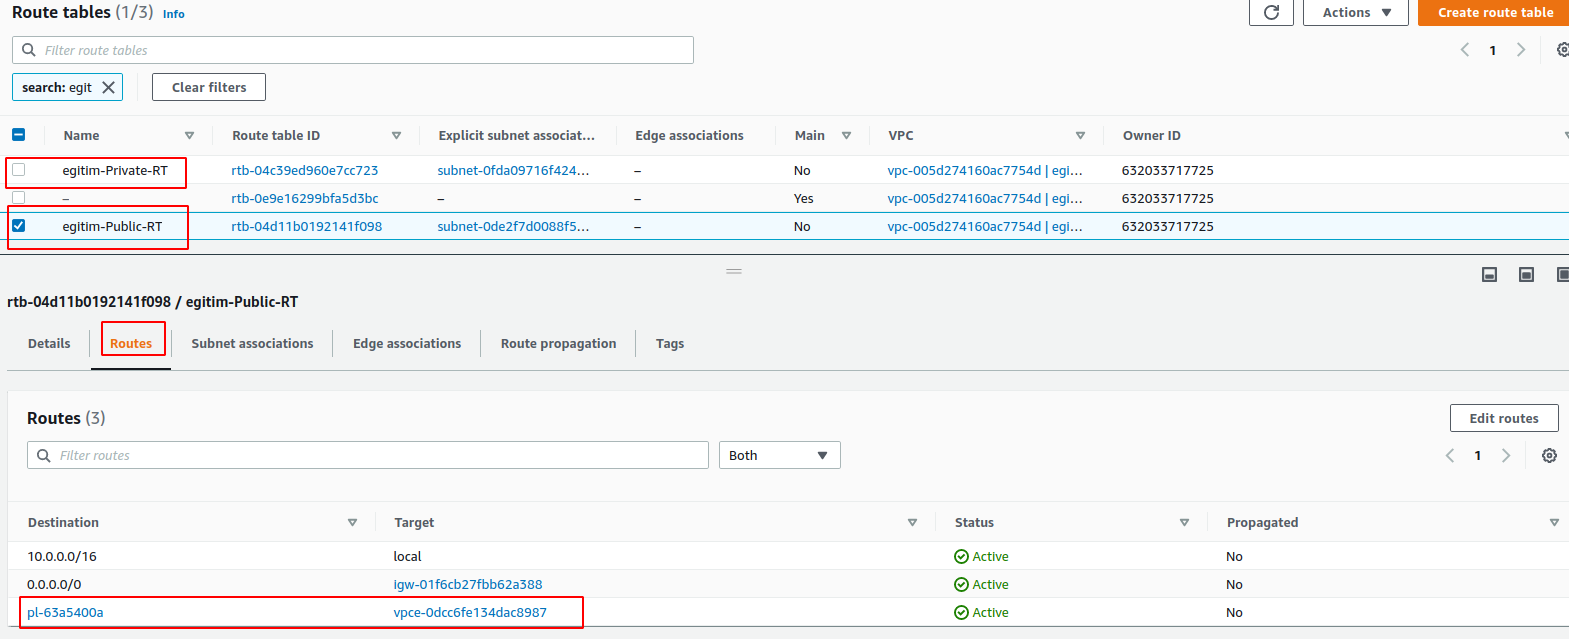 Route tables (1/3) Info
Actions
Create route table
Filter route tables
1
search: egit
Clear filters
Name Route table ID Explicit subnet associat... Edge associations Main VPC Owner ID
egitim-Private-RT rtb-04c39ed960e7cc723 subnet-0fda09716f424... – No vpc-005d274160ac7754d | egi... 632033717725
– rtb-0e9e16299bfa5d3bc – – Yes vpc-005d274160ac7754d | egi... 632033717725
egitim-Public-RT rtb-04d11b0192141f098 subnet-0de2f7d0088f5... – No vpc-005d274160ac7754d | egi... 632033717725
rtb-04d11b0192141f098 / egitim-Public-RT
Details Routes Subnet associations Edge associations Route propagation Tags
Routes (3)
Edit routes
Filter routes
Both
1
Destination Target Status Propagated
10.0.0.0/16 local Active No
0.0.0.0/0 igw-01f6cb27fbb62a388 Active No
pl-63a5400a vpce-0dcc6fe134dac8987 Active No